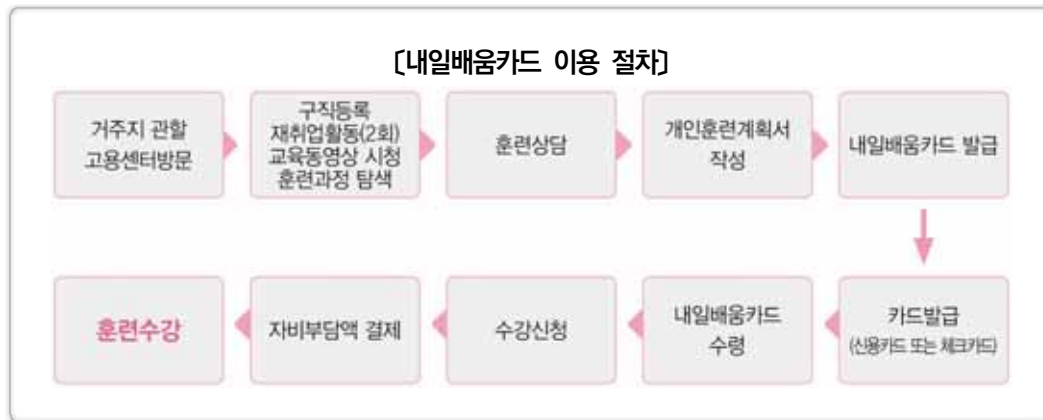 [내일배움카드 이용 절차]
거주지 관할
고용센터방문
구직등록
재취업활동(2회)
교육동영상 시청
훈련과정 탐색
훈련상담
개인훈련계획서
작성
내일배움카드 발급
카드발급
(신용카드 또는 체크카드)
내일배움카드
수령
수강신청
자비부담액 결제
훈련수강